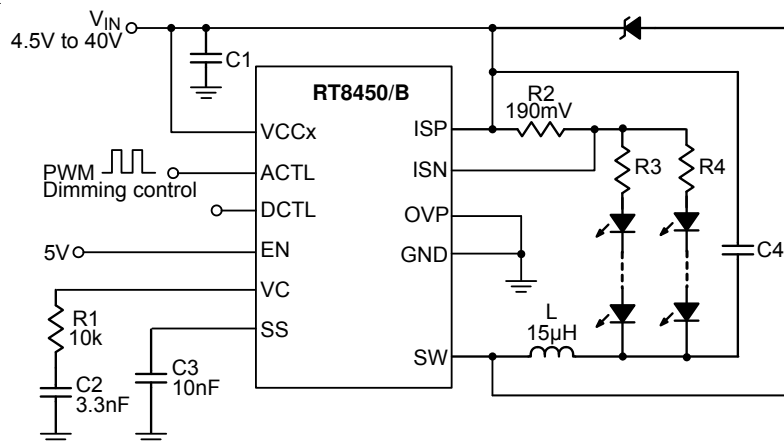 VIN
4.5V to 40V
C1
RT8450/B
R2
190mV
VCCx
ISP
PWM
Dimming control
ACTL
ISN
R3
R4
DCTL
OVP
5V
EN
GND
C4
VC
R1
10k
SS
L
15µH
C3
10nF
SW
C2
3.3nF